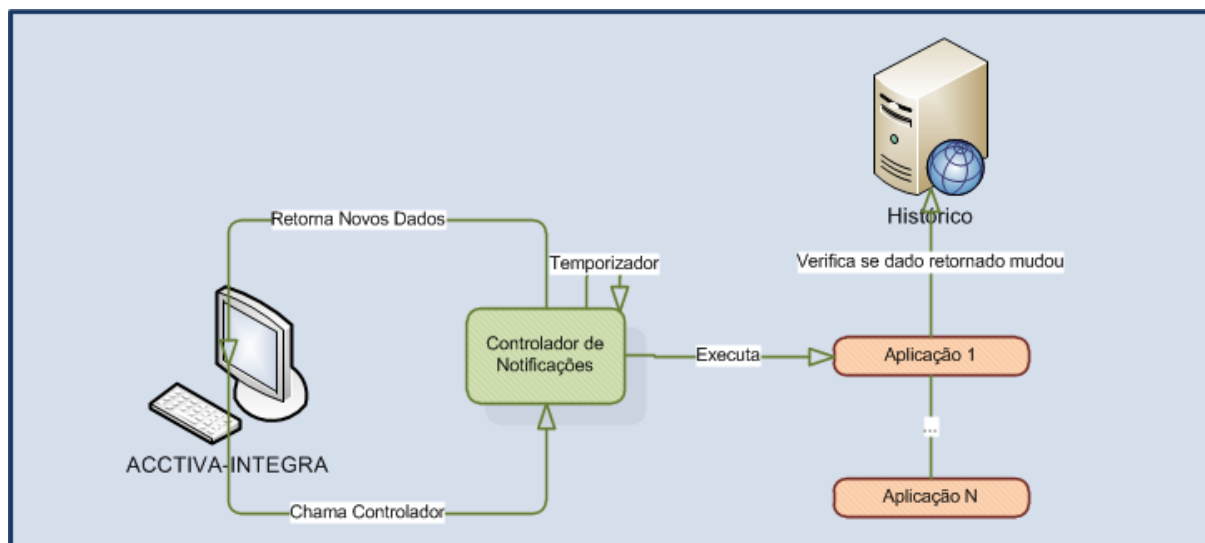 Histórico
Retorna Novos Dados
Temporizador
Verifica se dado retornado mudou
Controlador de
Notificações
Executa
Aplicação 1
...
ACCTIVA-INTEGRA
Aplicação N
Chama Controlador